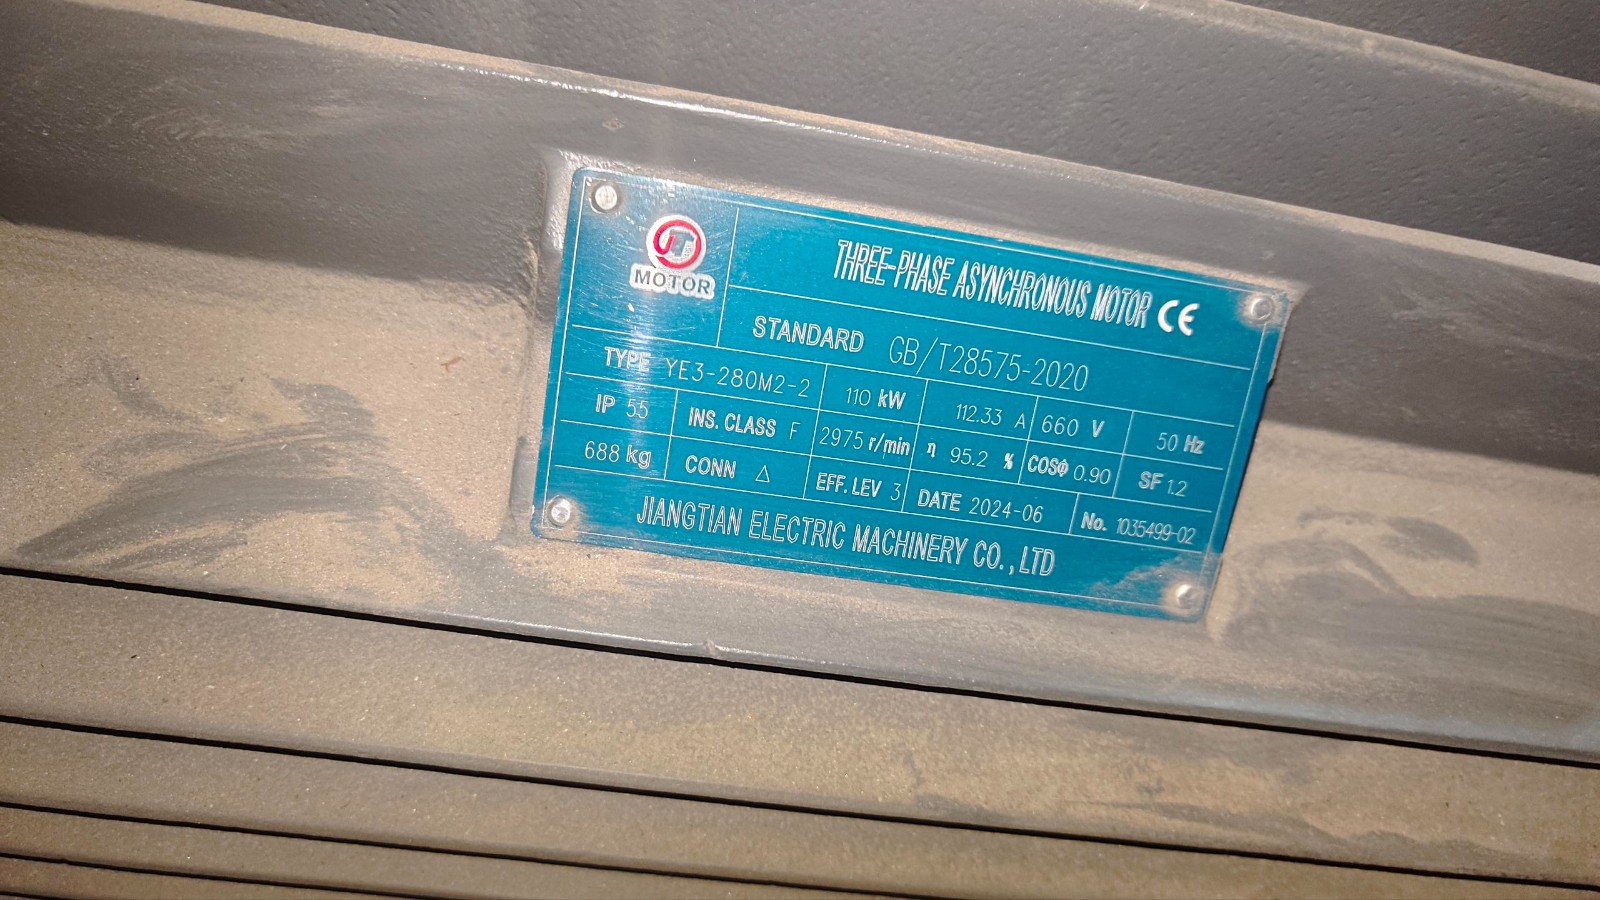 JT
MOTOR
THREE-PHASE ASYNCHRONOUS MOTOR CE
STANDARD GB/T28575-2020
TYPE YE3-280M2-2 110 kW 112.33 A 660 V 50 Hz
IP 55 INS. CLASS F 2975 r/min η 95.2 % COSΦ 0.90 SF 1.2
688 kg CONN △ EFF. LEV 3 DATE 2024-06 No. 1035499-02
JIANGTIAN ELECTRIC MACHINERY CO., LTD